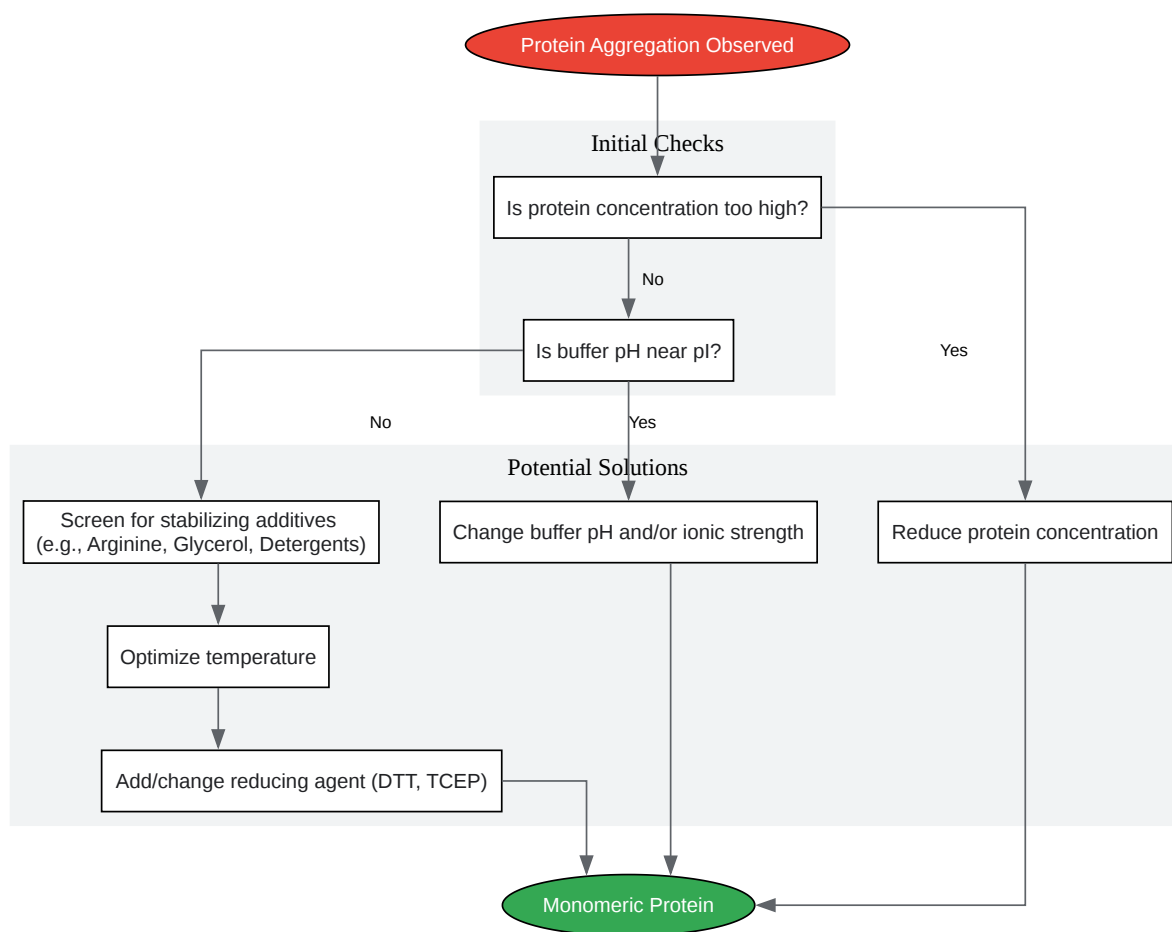 Protein Aggregation Observed
Initial Checks
Is protein concentration too high?
No
Is buffer pH near pI?
Yes
No
Yes
Potential Solutions
Screen for stabilizing additives
(e.g., Arginine, Glycerol, Detergents)
Change buffer pH and/or ionic strength
Reduce protein concentration
Optimize temperature
Add/change reducing agent (DTT, TCEP)
Monomeric Protein